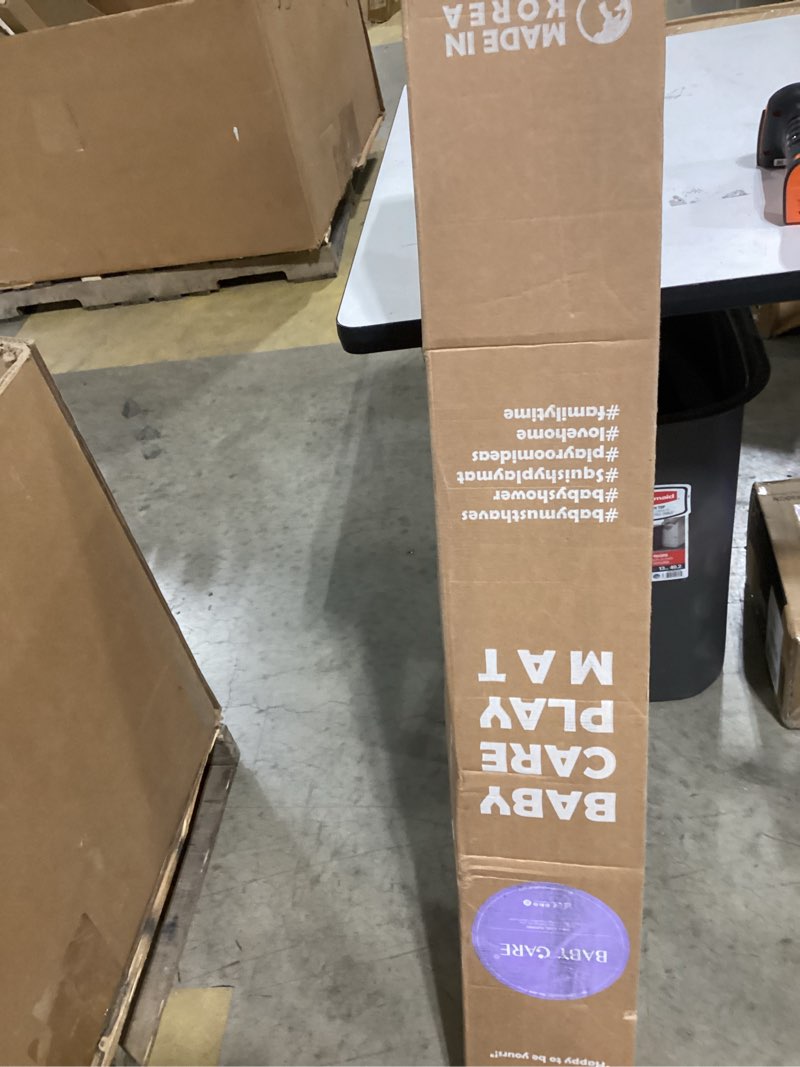 "Happy to be yours!"
BABY CARE
BABY
CARE
PLAY
MAT
#babymusthaves
#babyshower
#Squishyplaymat
#playroomideas
#lovehome
#familytime
MADE IN
KOREA